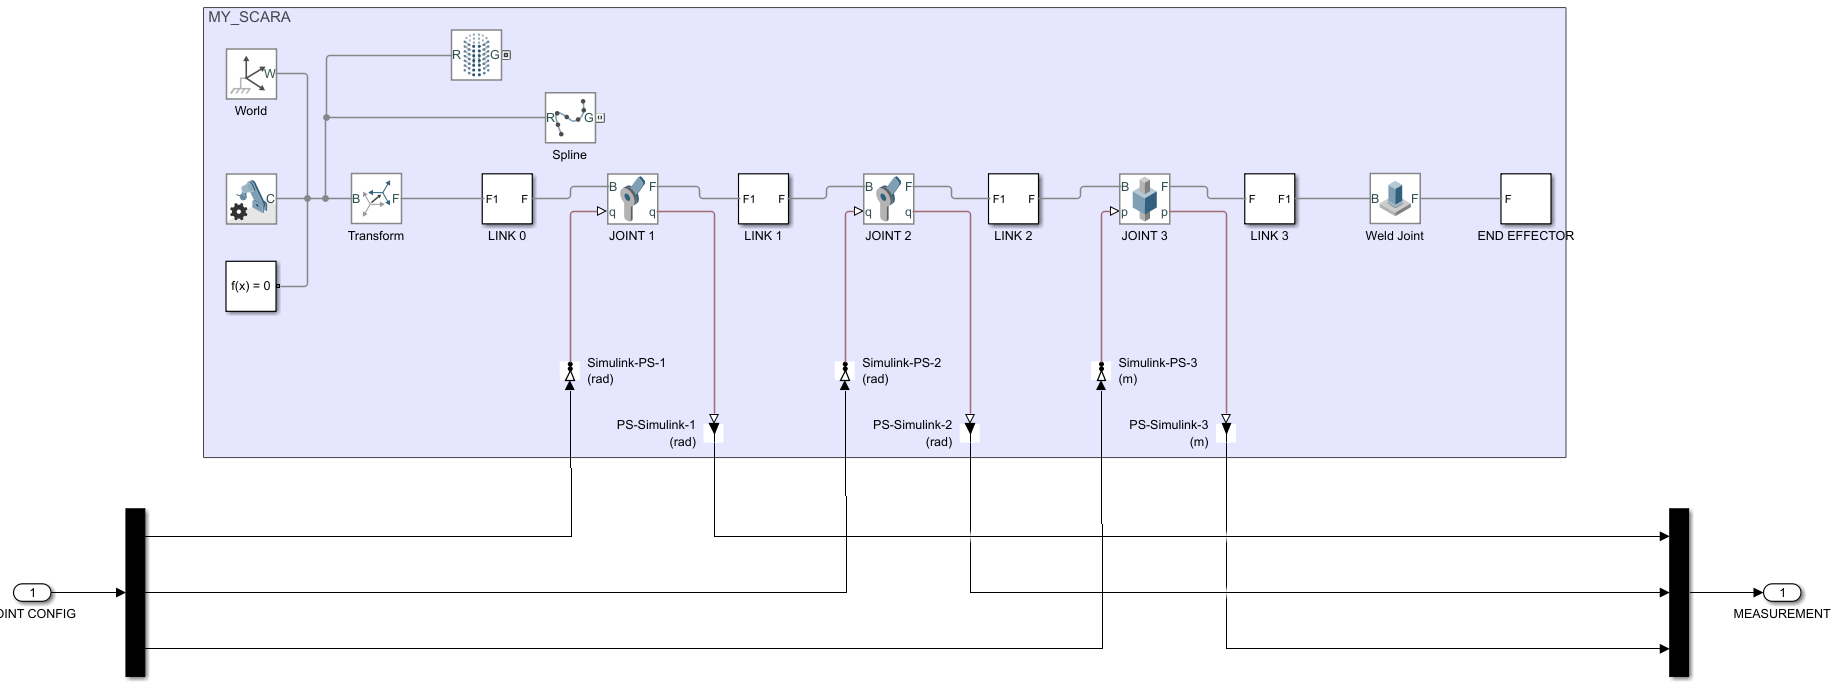 MY_SCARA
R G
W
World
R G
Spline
C
B F
Transform
F1 F
LINK 0
B F
q q
JOINT 1
F1 F
LINK 1
B F
q q
JOINT 2
F1 F
LINK 2
B F
p p
JOINT 3
F F1
LINK 3
B F
Weld Joint
F
END EFFECTOR
f(x) = 0
Simulink-PS-1
(rad)
Simulink-PS-2
(rad)
Simulink-PS-3
(m)
PS-Simulink-1
(rad)
PS-Simulink-2
(rad)
PS-Simulink-3
(m)
1
OINT CONFIG
1
MEASUREMENT